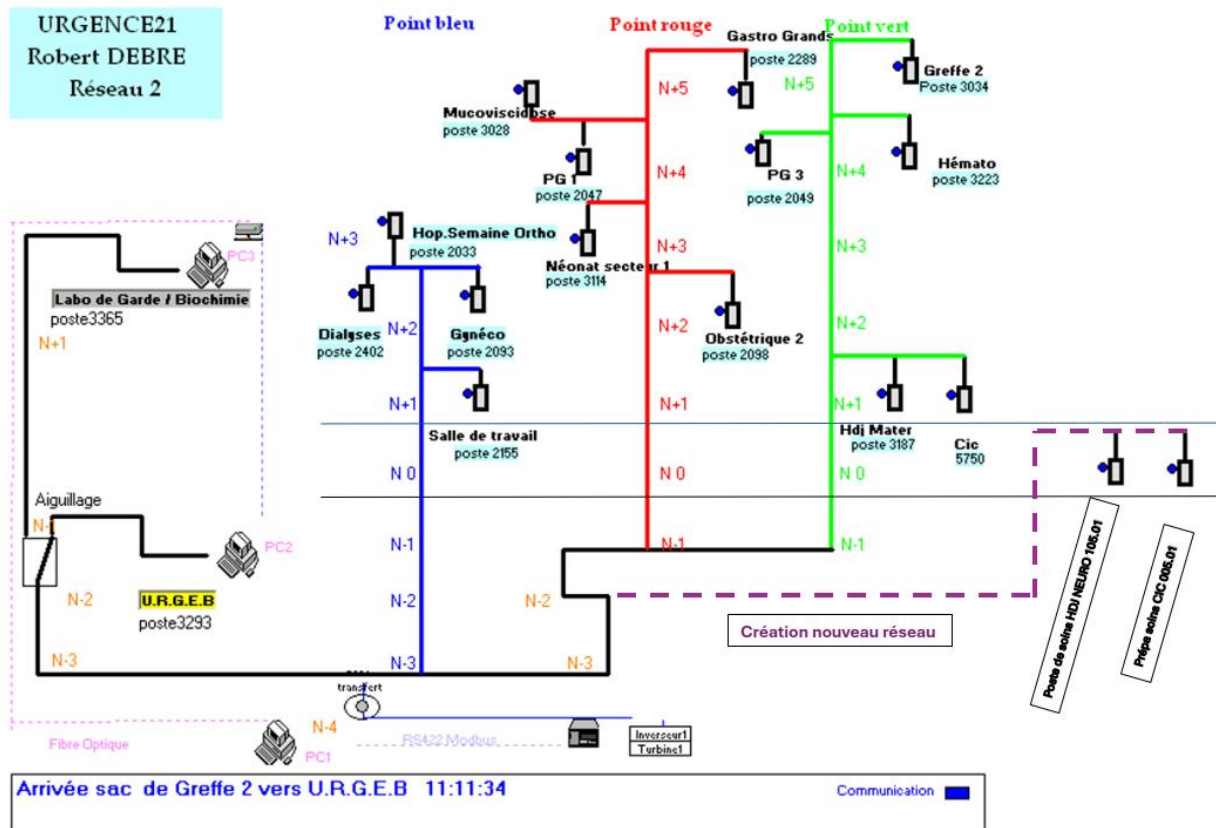 URGENCE21
Robert DEBRE
Réseau 2
Point bleu
Point rouge
Point vert
Gastro Grands
poste 2289
N+5
N+5
Greffe 2
Poste 3034
Mucoviscidose
poste 3028
PG 1
poste 2047
N+4
PG 3
poste 2049
N+4
Hémato
poste 3223
Hop.Semaine Ortho
poste 2033
N+3
N+3
N+3
Néonat secteur 1
poste 3114
PC3
Labo de Garde / Biochimie
poste3365
N+1
Dialyses
poste 2402
N+2
Gynéco
poste 2093
N+2
Obstétrique 2
poste 2098
N+2
N+1
N+1
N+1
Salle de travail
poste 2155
Hdj Mater
poste 3187
Cic
5750
N 0
N 0
N 0
Aiguillage
N-1
PC2
N-1
N-1
N-1
N-2
U.R.G.E.B
poste3293
N-2
N-2
Création nouveau réseau
Poste de soins HDJ NEURO 105.01
Prépa soins CIC 005.01
N-3
N-3
N-3
transfert
N-4
Fibre Optique
PC1
RS422 Modbus
Inverseur1
Turbine1
Arrivée sac de Greffe 2 vers U.R.G.E.B 11:11:34
Communication